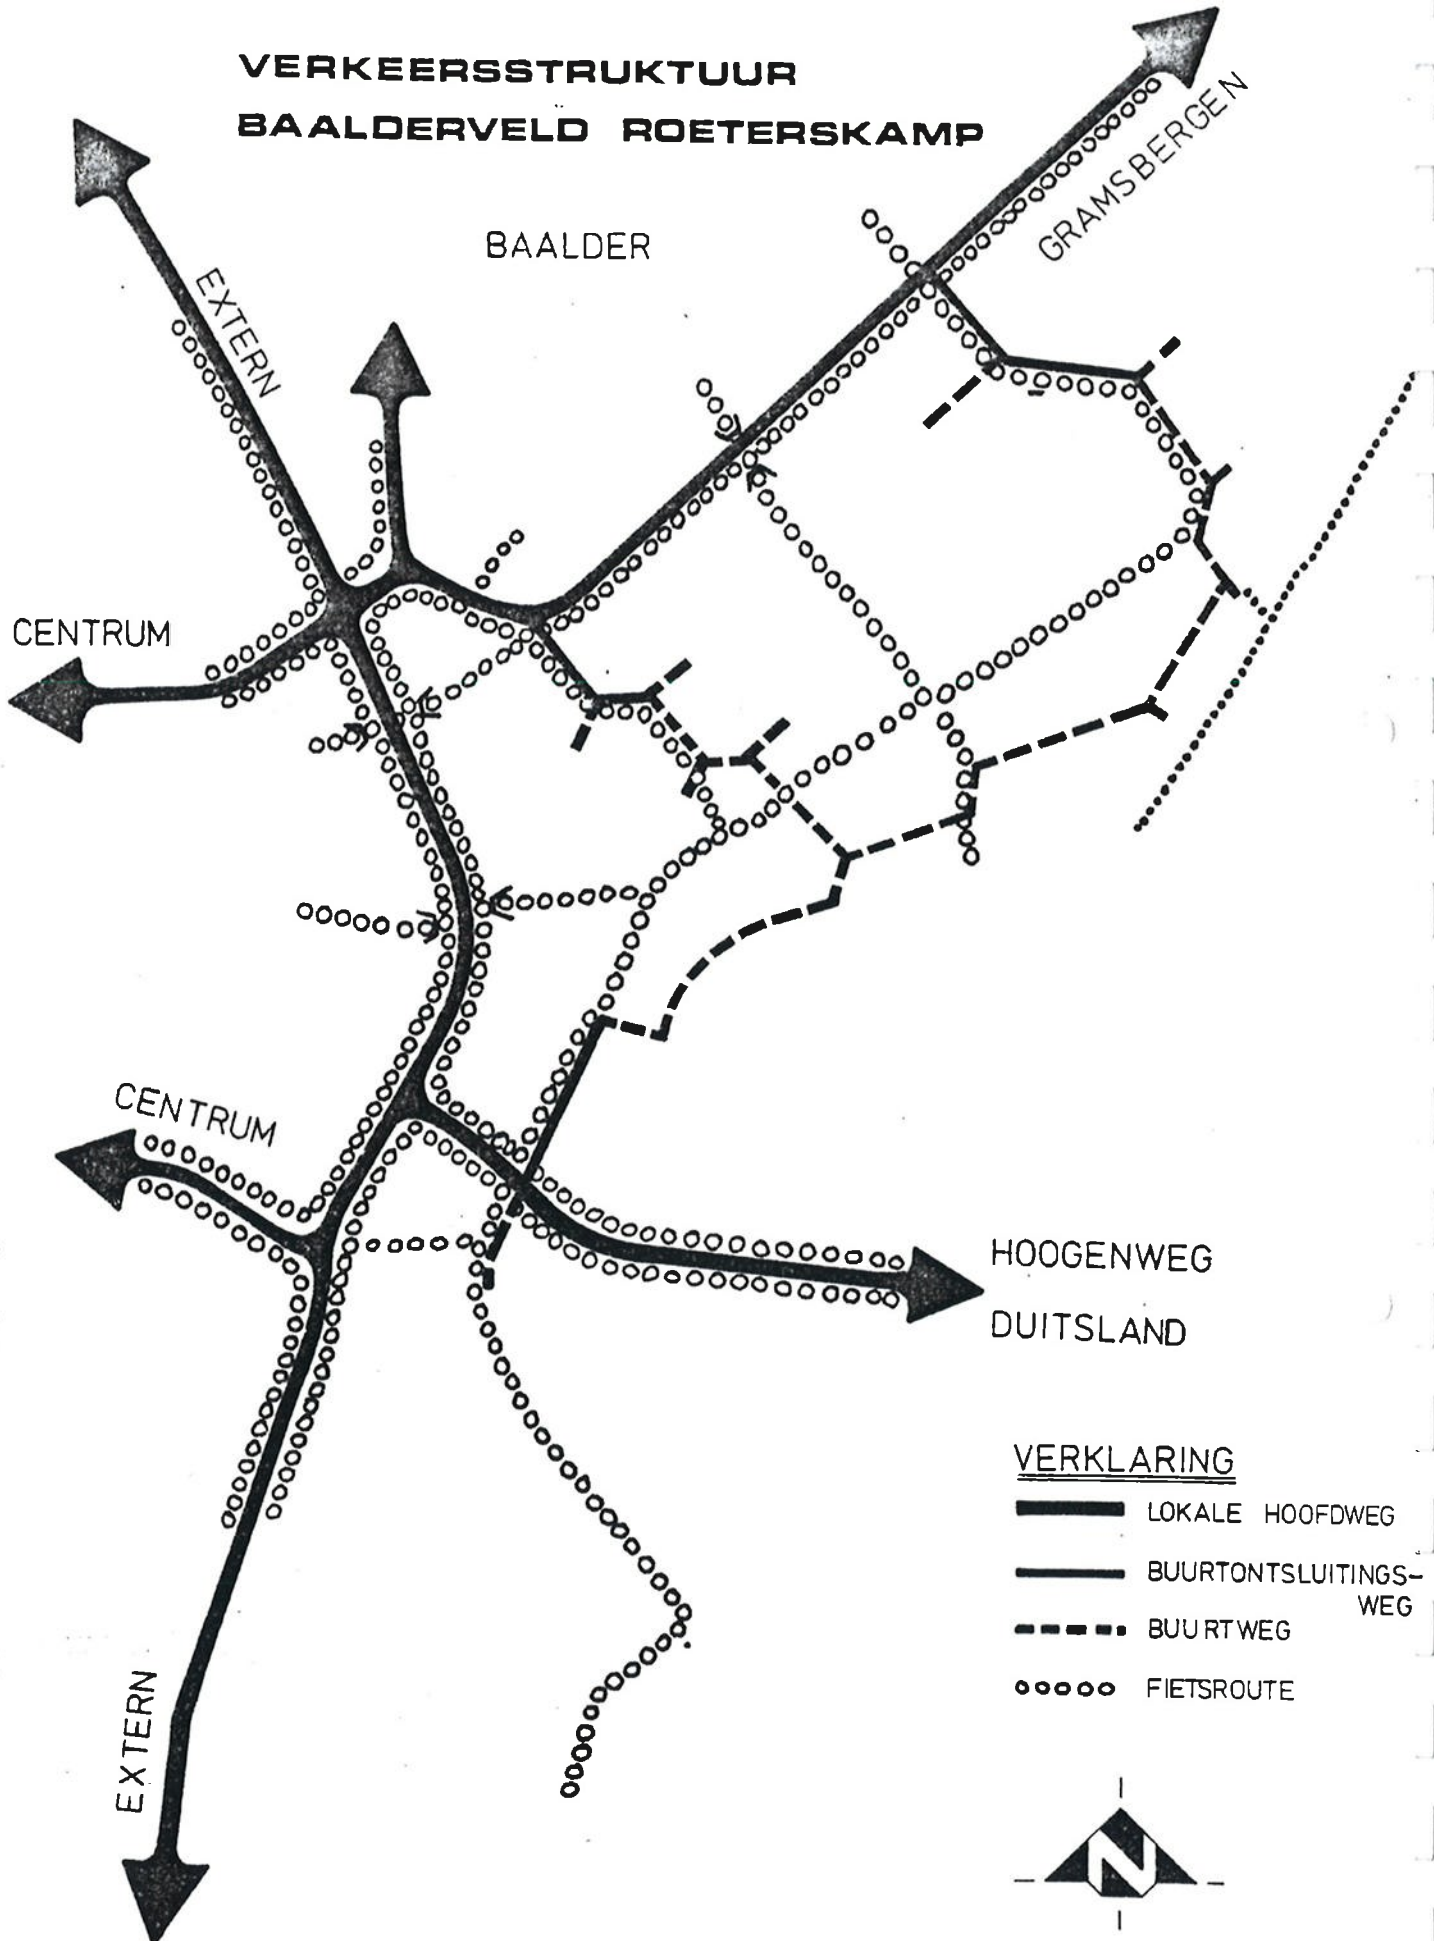 VERKEERSSTRUKTUUR
BAALDERVELD ROETERSKAMP
GRAMSBERGEN
BAALDER
EXTERN
CENTRUM
CENTRUM
HOOGENWEG
DUITSLAND
VERKLARING
LOKALE HOOFDWEG
BUURTONTSLUITINGS-
WEG
BUURTWEG
FIETSROUTE
EXTERN
N